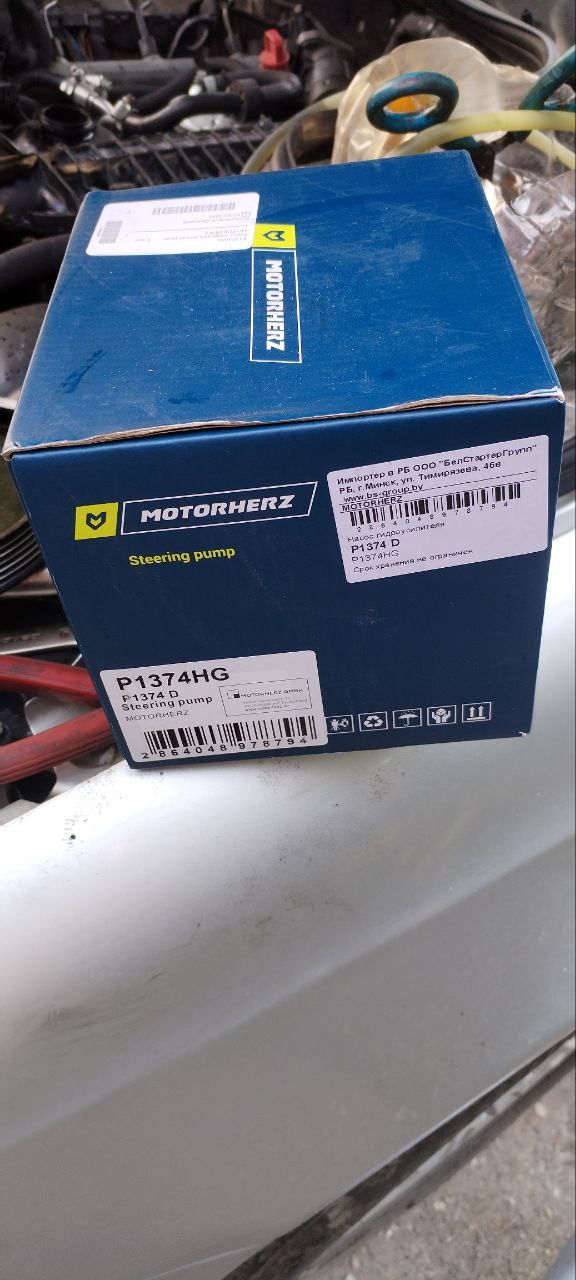 MOTORHERZ
MOTORHERZ
Steering pump
Импортер в РБ ООО "БелСтартерГрупп"
РБ, г.Минск, ул. Тимирязева, 46в
www.bs-group.by
MOTORHERZ
2864048978794
Насос гидроусилителя
P1374 D
P1374HG
Срок хранения не ограничен
P1374HG
P1374 D
Steering pump
MOTORHERZ
MOTORHERZ GMBH
2864048978794